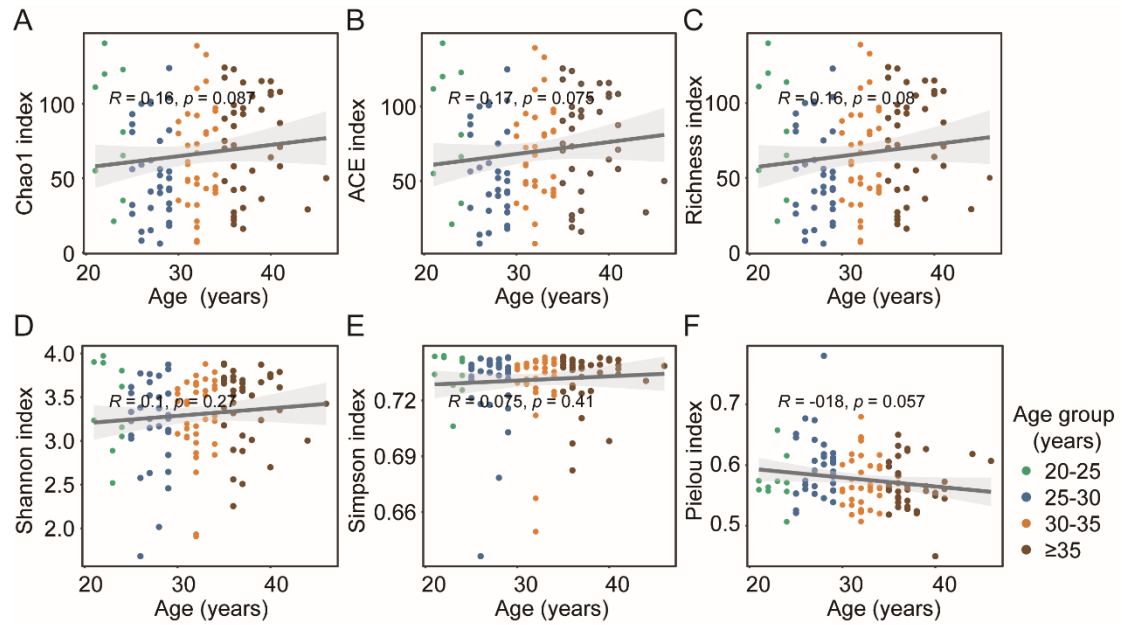 A
Chao1 index
100
50
0
R = 0.16, p = 0.087
20 30 40
Age (years)
B
ACE index
100
50
R = 0.17, p = 0.075
20 30 40
Age (years)
C
Richness index
100
50
0
R = 0.16, p = 0.08
20 30 40
Age (years)
D
Shannon index
4.0
3.5
3.0
2.5
2.0
R = 0.1, p = 0.27
20 30 40
Age (years)
E
Simpson index
0.72
0.69
0.66
R = 0.075, p = 0.41
20 30 40
Age (years)
F
Pielou index
0.7
0.6
0.5
R = -018, p = 0.057
20 30 40
Age (years)
Age group
(years)
20-25
25-30
30-35
≥35